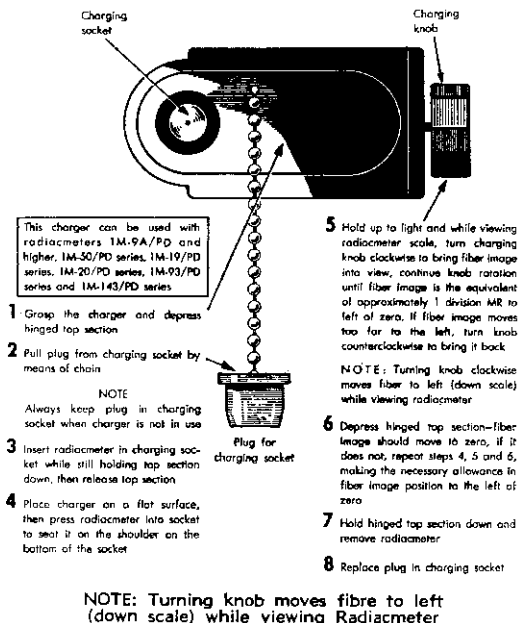 Charging
socket
Charging
knob
This charger can be used with
radiacmeters 1M-9A/PD and
higher, 1M-50/PD series, 1M-19/PD
series, 1M-20/PD series, 1M-93/PD
series and 1M-143/PD series
1 Grasp the charger and depress
hinged top section
2 Pull plug from charging socket by
means of chain
NOTE
Always keep plug in charging
socket when charger is not in use
3 Insert radiacmeter in charging soc-
ket while still holding top section
down, then release top section
4 Place charger on a flat surface,
then press radiacmeter into socket
to seat it on the shoulder on the
bottom of the socket
Plug for
charging socket
5 Hold up to light and while viewing
radiacmeter scale, turn charging
knob clockwise to bring fiber image
into view, continue knob rotation
until fiber image is the equivalent
of approximately 1 division MR to
left of zero. If fiber image moves
too far to the left, turn knob
counterclockwise to bring it back
NOTE: Turning knob clockwise
moves fiber to left (down scale)
while viewing radiacmeter
6 Depress hinged top section—fiber
image should move to zero, if it
does not, repeat steps 4, 5 and 6,
making the necessary allowance in
fiber image position to the left of
zero
7 Hold hinged top section down and
remove radiacmeter
8 Replace plug in charging socket
NOTE: Turning knob moves fibre to left
(down scale) while viewing Radiacmeter